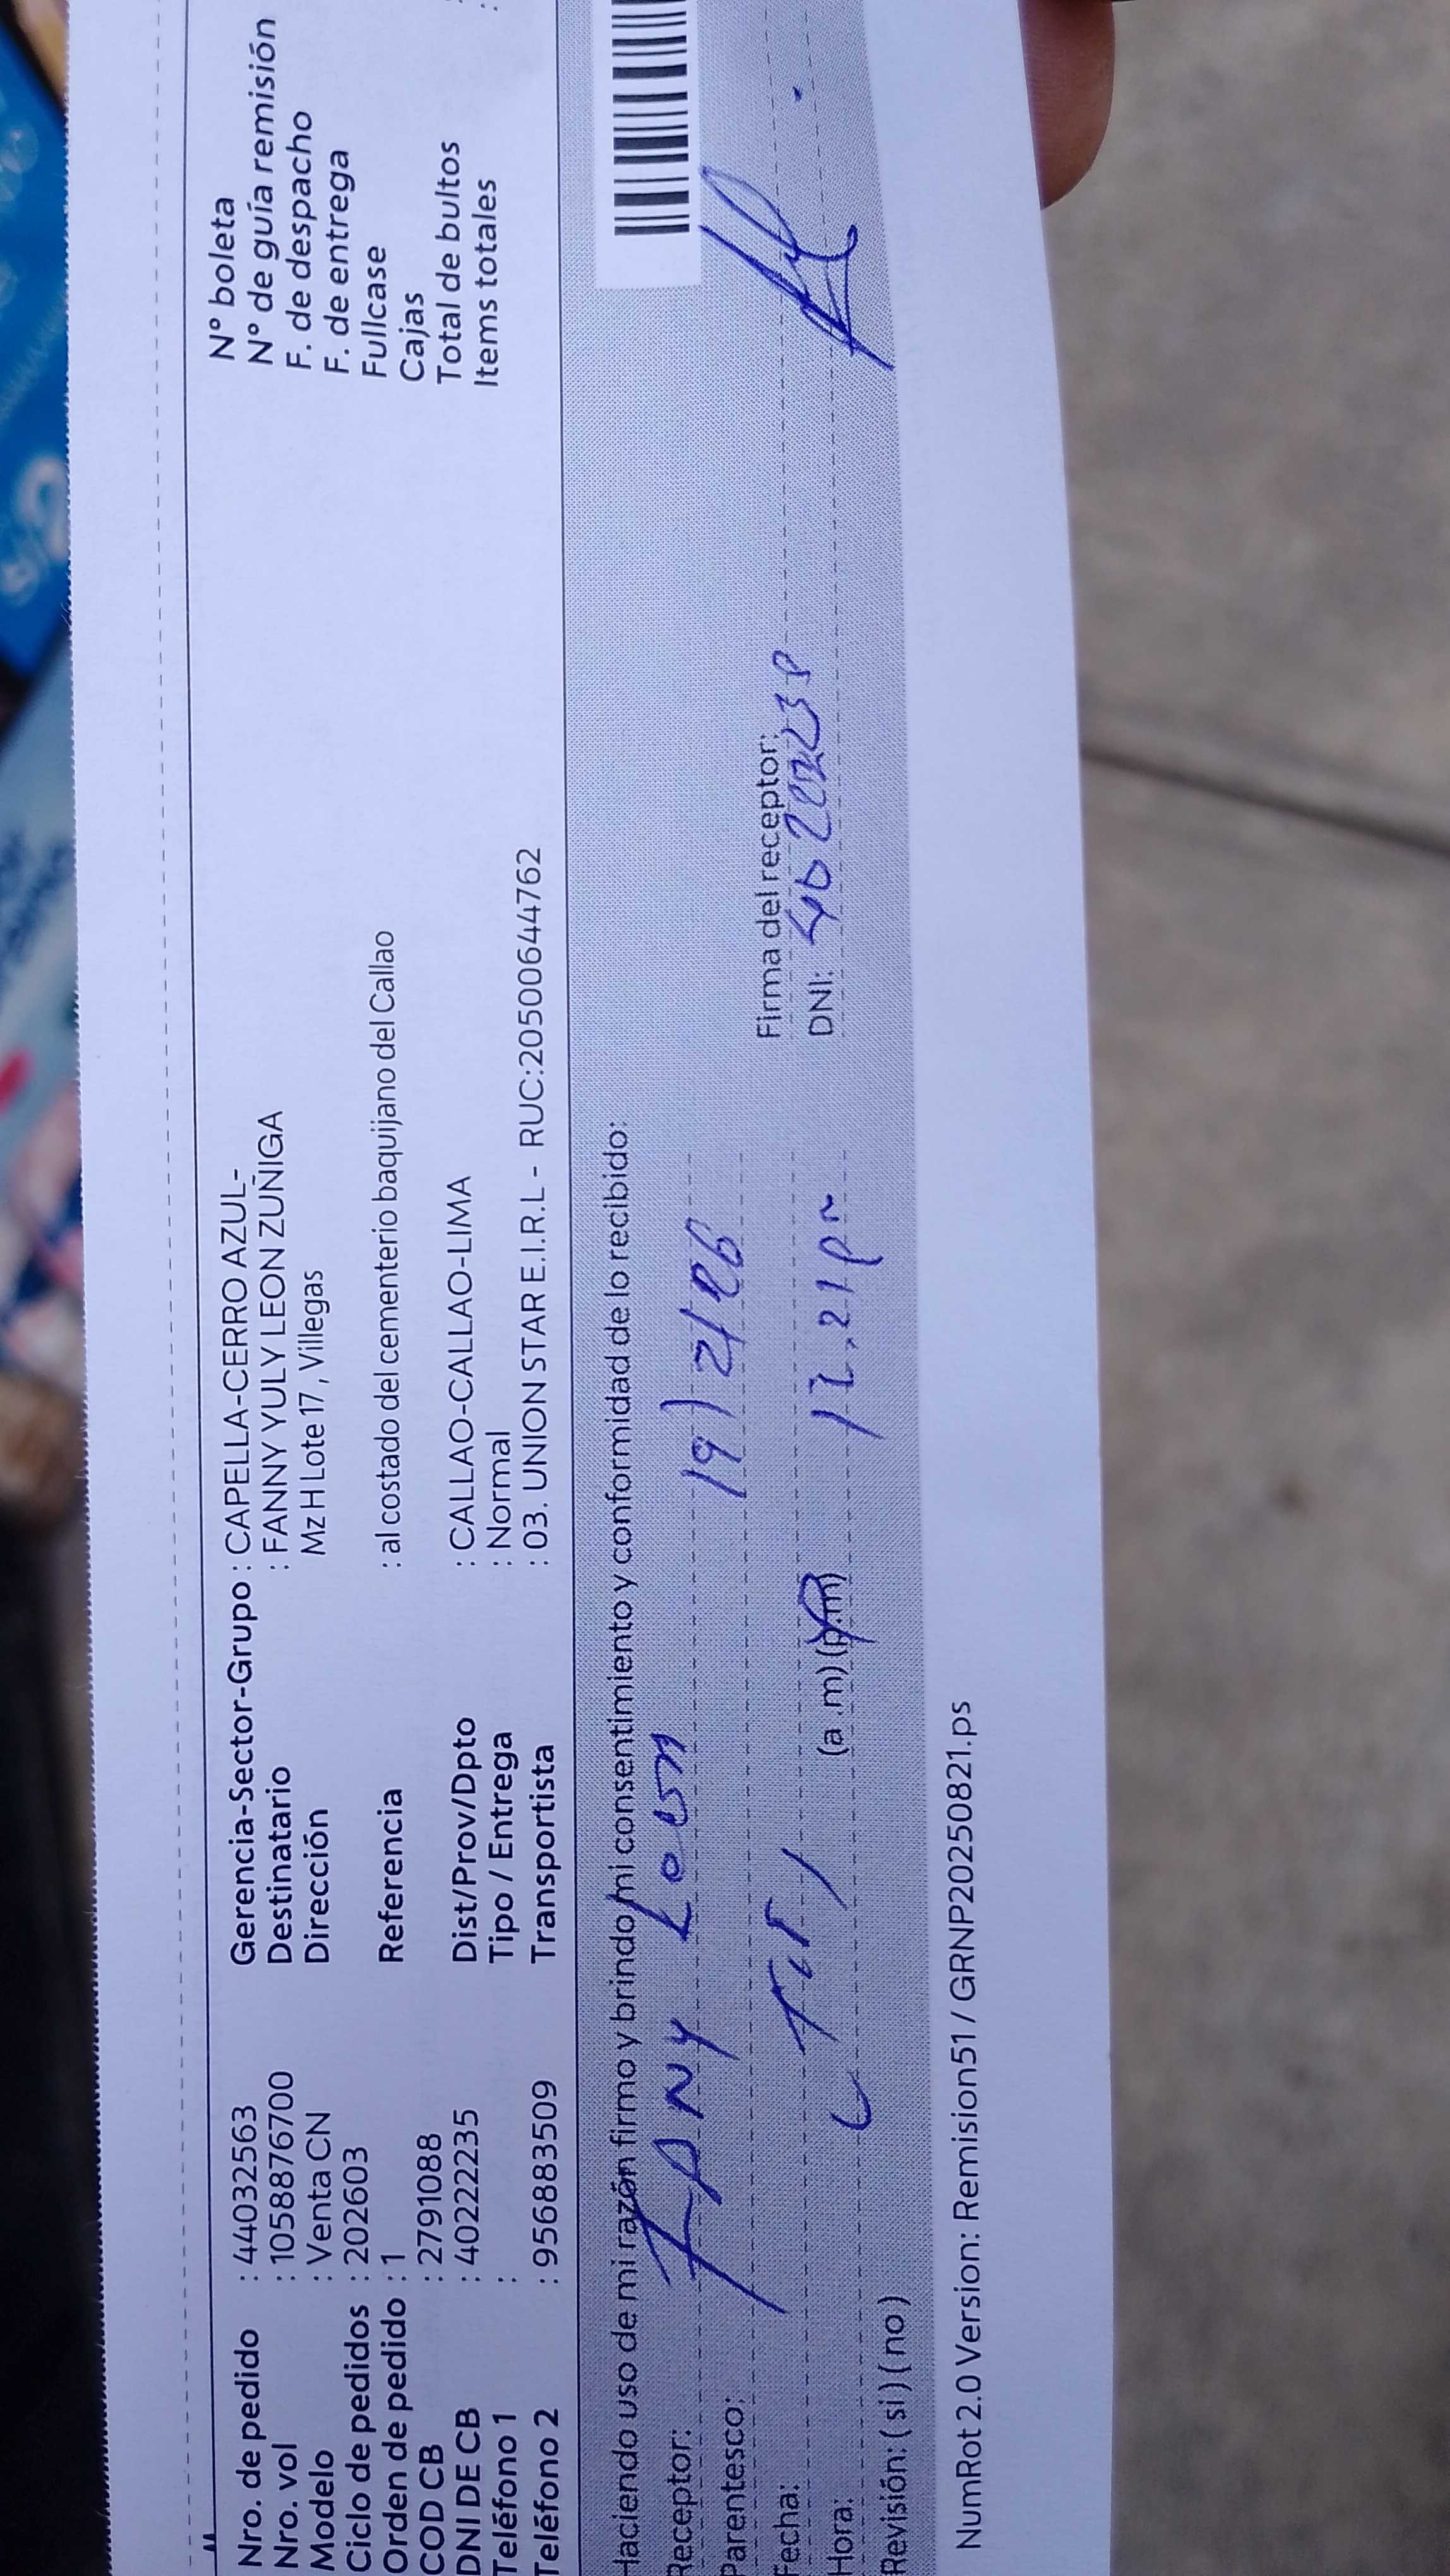 Nro. de pedido : 44032563
Nro. vol : 1058876700
Modelo : Venta CN
Ciclo de pedidos : 202603
Orden de pedido : 1
COD CB : 2791088
DNI DE CB : 40222235
Teléfono 1 :
Teléfono 2 : 956883509
Gerencia-Sector-Grupo : CAPELLA-CERRO AZUL-
Destinatario : FANNY YULY LEON ZUÑIGA
Dirección Mz H Lote 17 , Villegas
Referencia : al costado del cementerio baquijano del Callao
Dist/Prov/Dpto : CALLAO-CALLAO-LIMA
Tipo / Entrega : Normal
Transportista : 03. UNION STAR E.I.R.L - RUC:20500644762
N° boleta
N° de guía remisión
F. de despacho
F. de entrega
Fullcase
Cajas
Total de bultos :
Items totales :
Haciendo uso de mi razón firmo y brindo mi consentimiento y conformidad de lo recibido:
Receptor:
Parentesco:
Fecha:
Hora: (a .m) (p.m) 12,21 pm
Revisión: ( si ) ( no )
Firma del receptor:
DNI:
NumRot 2.0 Version: Remision51 / GRNP20250821.ps